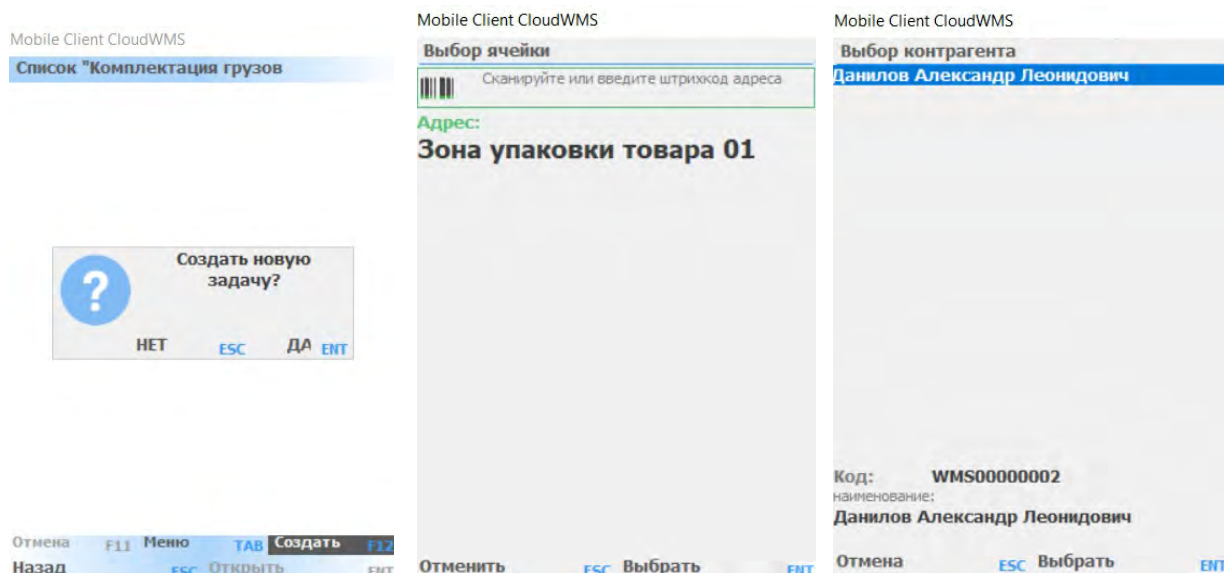 Mobile Client CloudWMS
Список "Комплектация грузов
Создать новую
задачу?
НЕТ ESC ДА ENT
Отмена F11 Меню TAB Создать F12
Назад ESC Открыть ENT
Mobile Client CloudWMS
Выбор ячейки
Сканируйте или введите штрихкод адреса
Адрес:
Зона упаковки товара 01
Отменить ESC Выбрать ENT
Mobile Client CloudWMS
Выбор контрагента
Данилов Александр Леонидович
Код: WMS00000002
наименование:
Данилов Александр Леонидович
Отмена ESC Выбрать ENT